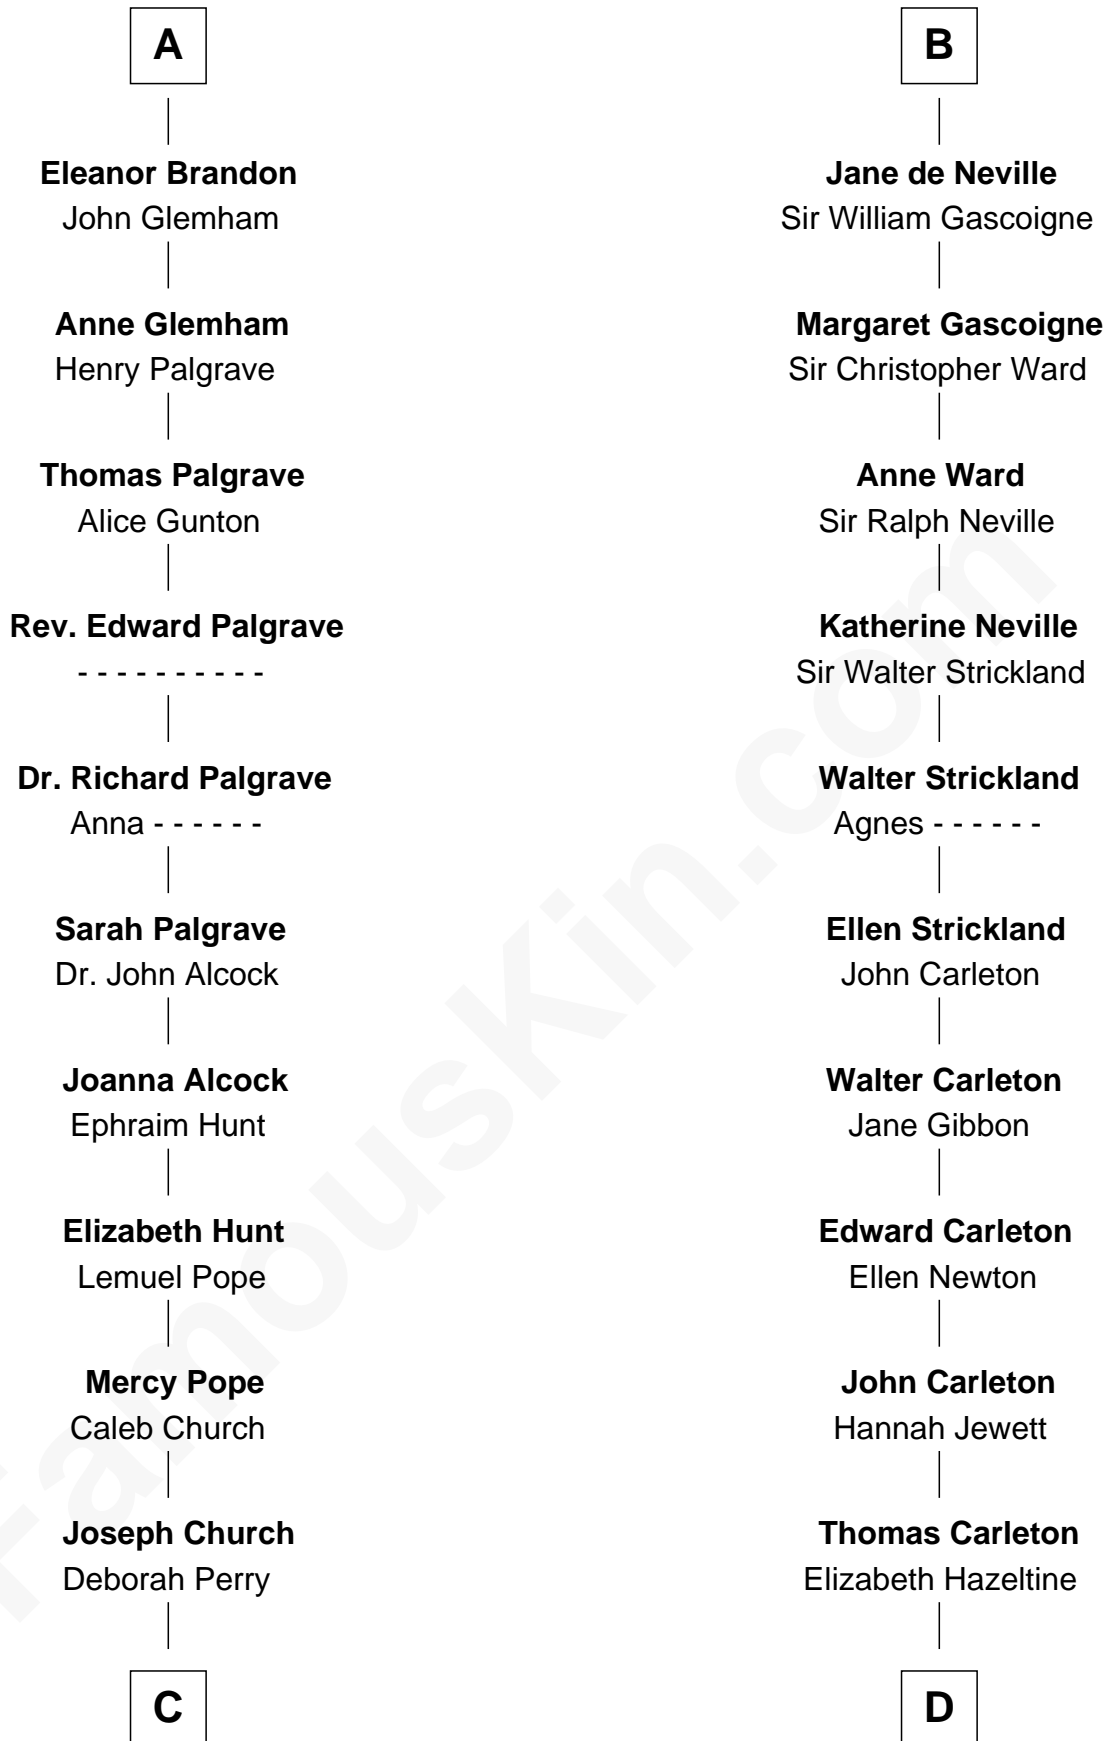 A
Eleanor Brandon
John Glemham
Anne Glemham
Henry Palgrave
Thomas Palgrave
Alice Gunton
Rev. Edward Palgrave
- - - - - - - - - -
Dr. Richard Palgrave
Anna - - - - - -
Sarah Palgrave
Dr. John Alcock
Joanna Alcock
Ephraim Hunt
Elizabeth Hunt
Lemuel Pope
Mercy Pope
Caleb Church
Joseph Church
Deborah Perry
C
B
Jane de Neville
Sir William Gascoigne
Margaret Gascoigne
Sir Christopher Ward
Anne Ward
Sir Ralph Neville
Katherine Neville
Sir Walter Strickland
Walter Strickland
Agnes - - - - - -
Ellen Strickland
John Carleton
Walter Carleton
Jane Gibbon
Edward Carleton
Ellen Newton
John Carleton
Hannah Jewett
Thomas Carleton
Elizabeth Hazeltine
D
FamousKin.com